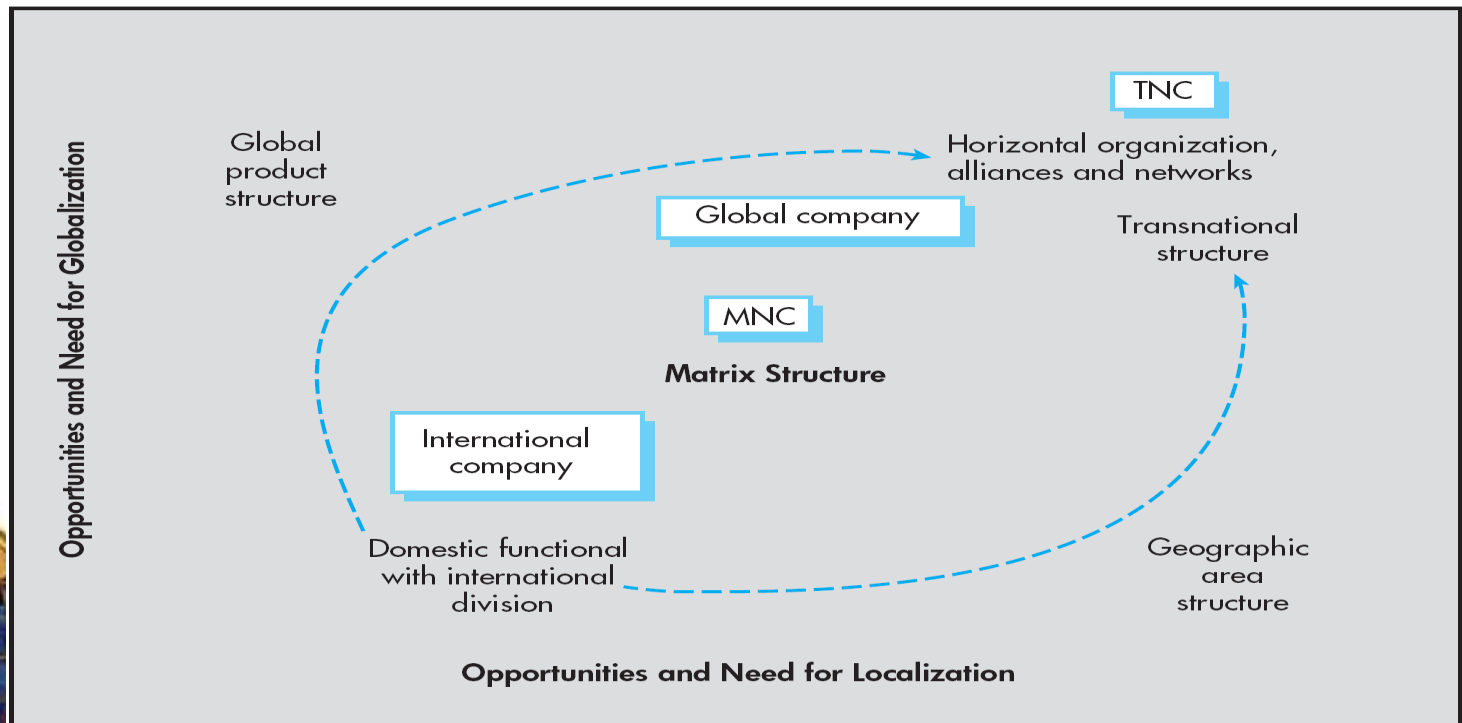 Opportunities and Need for Globalization
TNC
Global
product
structure
Horizontal organization,
alliances and networks
Global company
Transnational
structure
MNC
Matrix Structure
International
company
Domestic functional
with international
division
Geographic
area
structure
Opportunities and Need for Localization